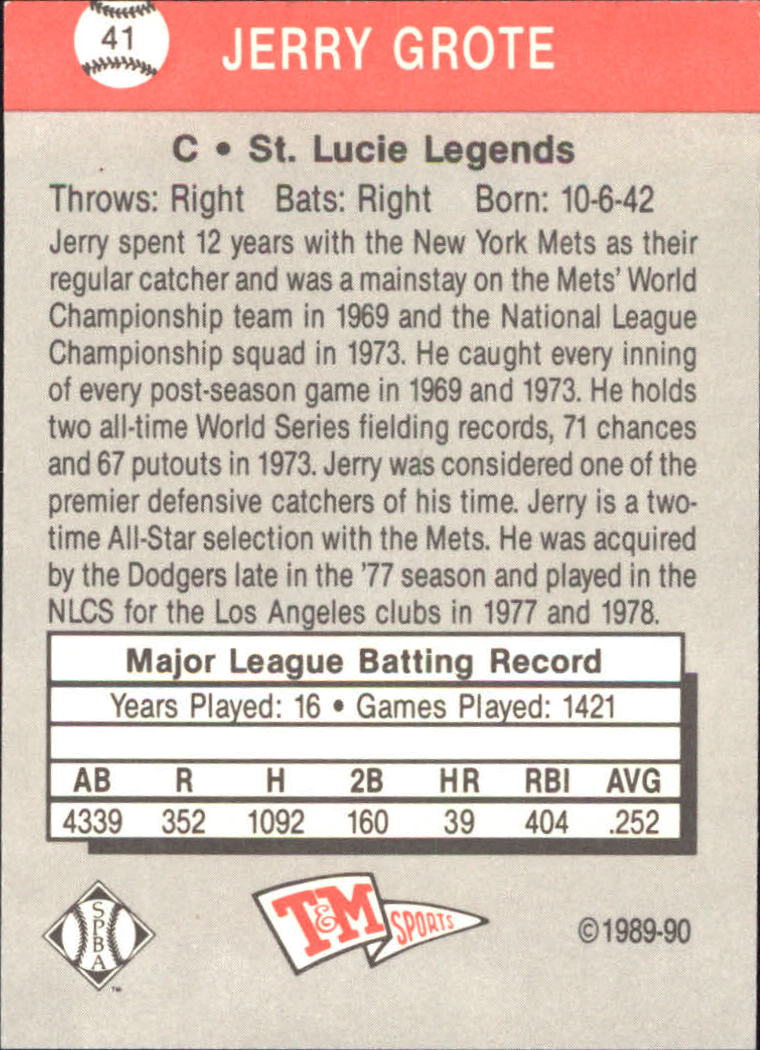 41
JERRY GROTE
C • St. Lucie Legends
Throws: Right Bats: Right Born: 10-6-42
Jerry spent 12 years with the New York Mets as their
regular catcher and was a mainstay on the Mets' World
Championship team in 1969 and the National League
Championship squad in 1973. He caught every inning
of every post-season game in 1969 and 1973. He holds
two all-time World Series fielding records, 71 chances
and 67 putouts in 1973. Jerry was considered one of the
premier defensive catchers of his time. Jerry is a two-
time All-Star selection with the Mets. He was acquired
by the Dodgers late in the '77 season and played in the
NLCS for the Los Angeles clubs in 1977 and 1978.
Major League Batting Record
Years Played: 16 • Games Played: 1421
AB R H 2B HR RBI AVG
4339 352 1092 160 39 404 .252
SPBA
TM
T&M
SPORTS
©1989-90